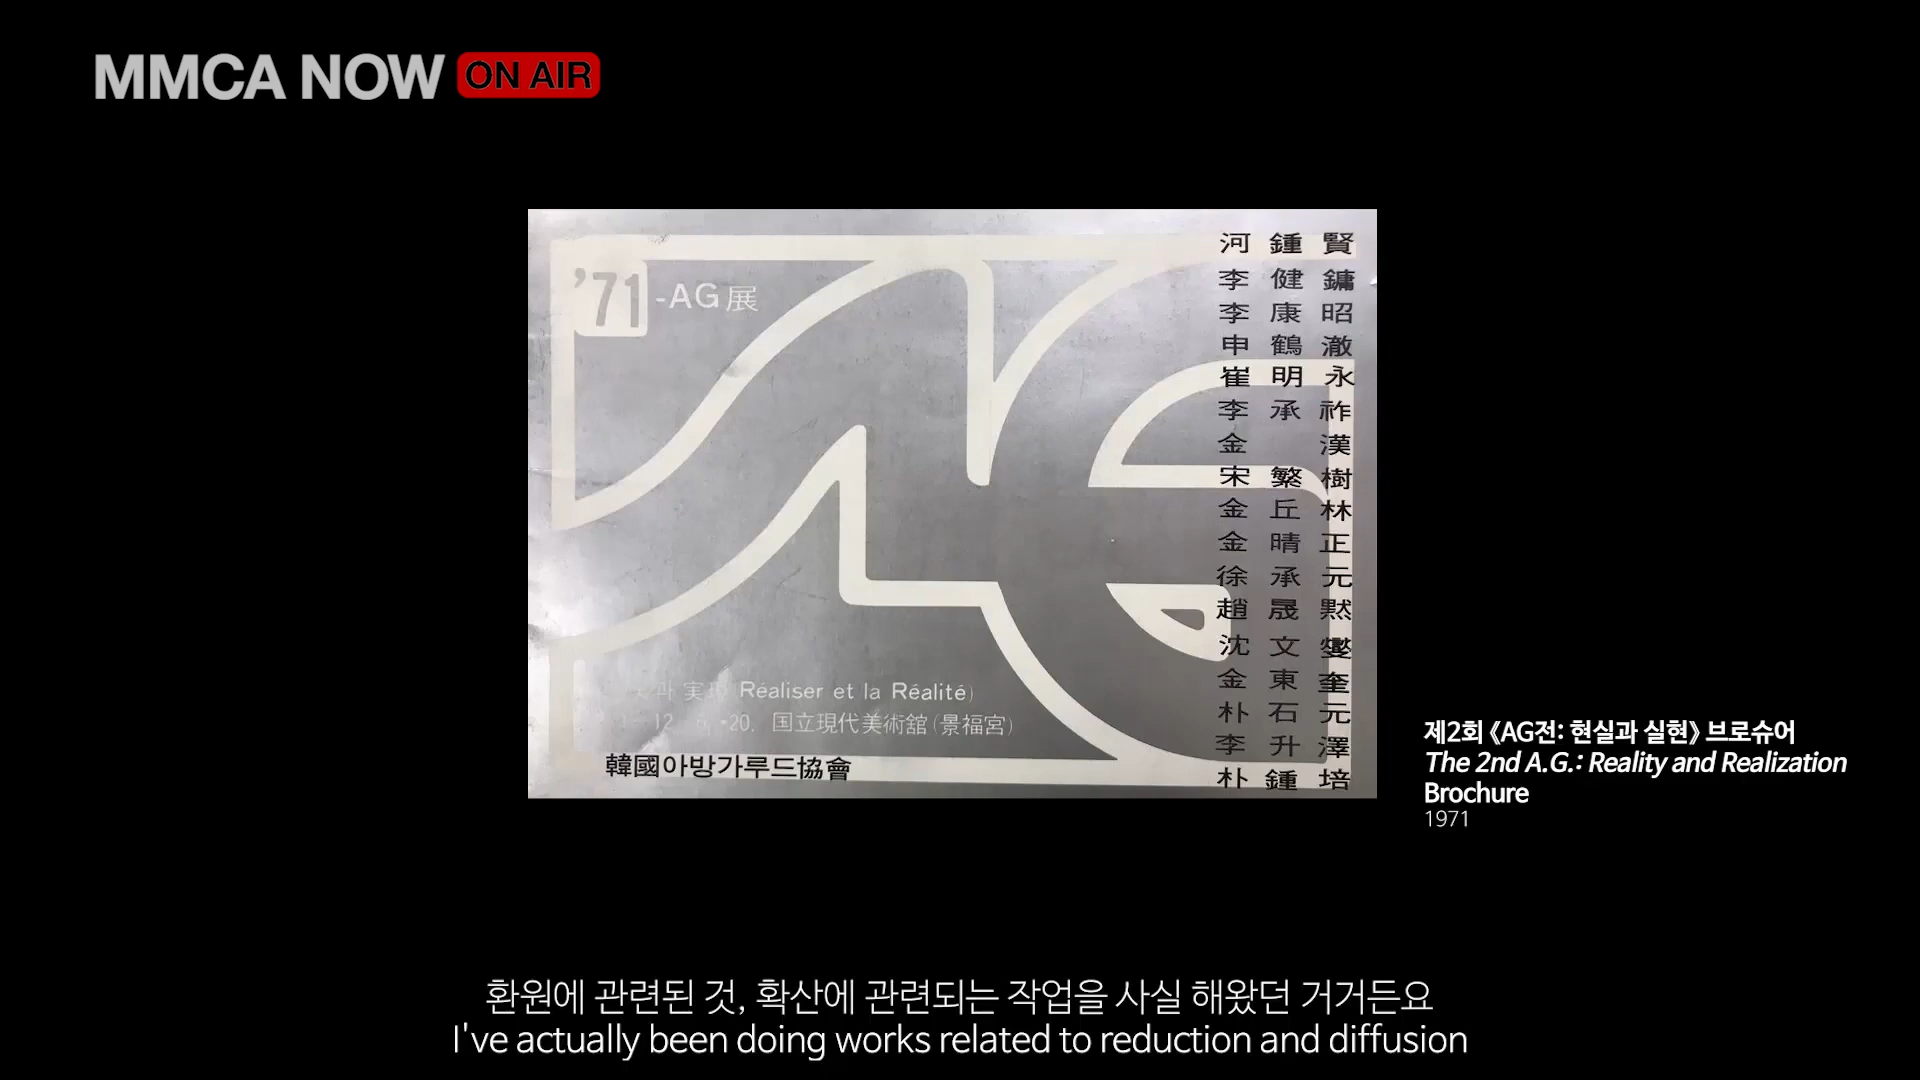 MMCA NOW ON AIR
'71 -AG展
河 鍾 賢
李 健 鏞
李 康 昭
申 鶴 澈
崔 明 永
李 承 祚
金 漢
宋 繁 樹
金 丘 林
金 晴 正
徐 承 元
趙 晟 黙
沈 文 燮
金 東 奎
朴 石 元
李 升 澤
朴 鍾 培
과 実 Réaliser et la Réalité)
12. 20. 国立現代美術舘(景福宮)
韓國아방가루드協會
제2회 《AG전: 현실과 실현》 브로슈어
The 2nd A.G.: Reality and Realization
Brochure
1971
환원에 관련된 것, 확산에 관련되는 작업을 사실 해왔던 거거든요
I've actually been doing works related to reduction and diffusion